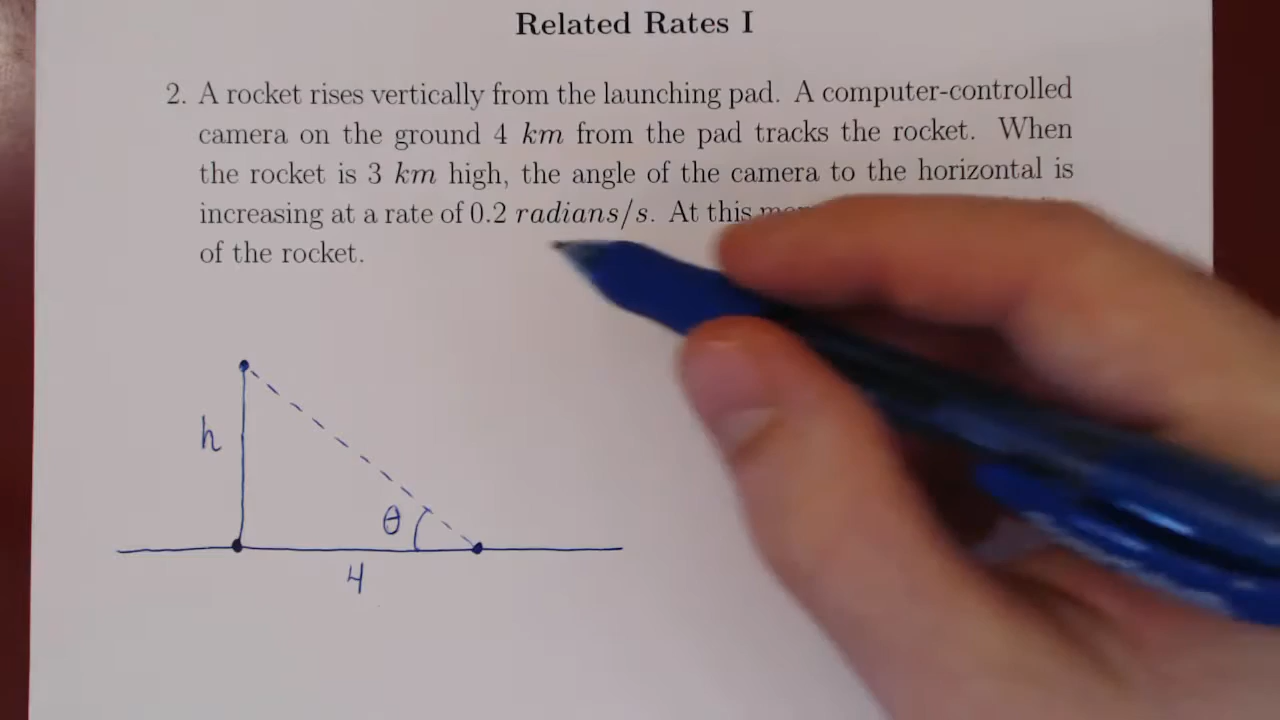 Related Rates I
2. A rocket rises vertically from the launching pad. A computer-controlled
camera on the ground 4 km from the pad tracks the rocket. When
the rocket is 3 km high, the angle of the camera to the horizontal is
increasing at a rate of 0.2 radians/s. At this
of the rocket.
h
θ
4